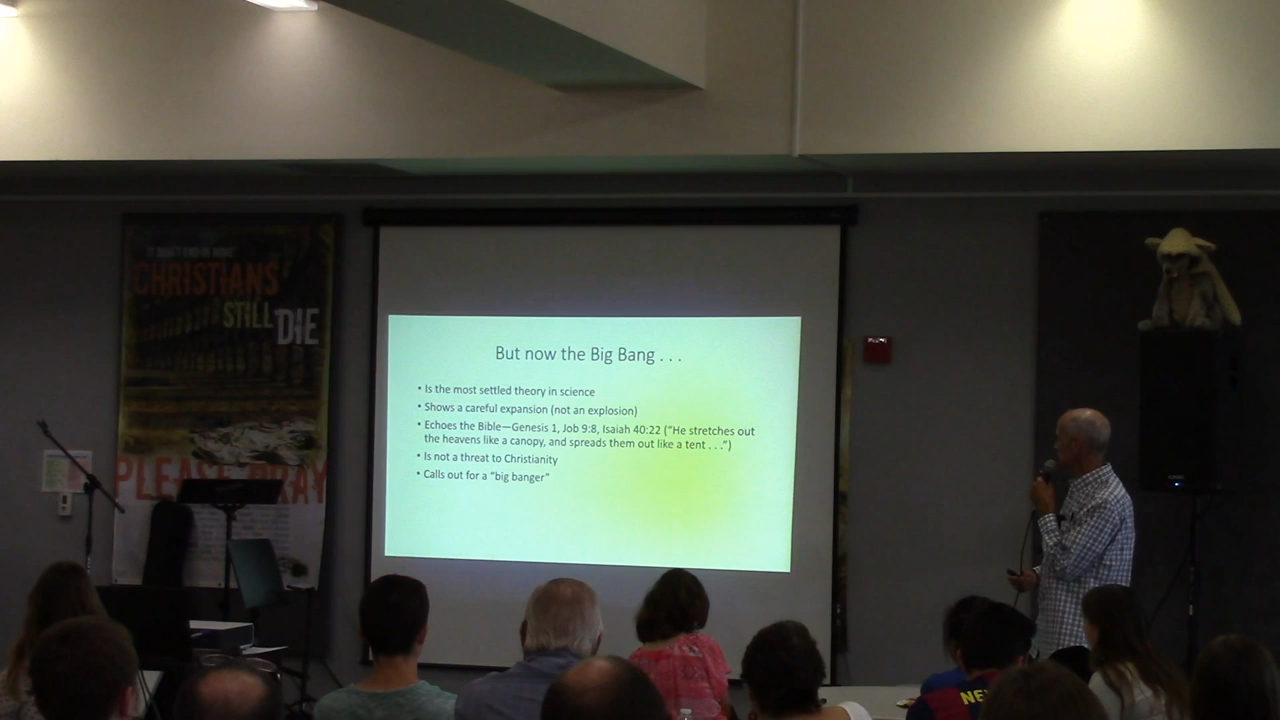 CHRISTIANS
STILL
DIE
PLEASE PRAY
But now the Big Bang . . .
• Is the most settled theory in science
• Shows a careful expansion (not an explosion)
• Echoes the Bible—Genesis 1, Job 9:8, Isaiah 40:22 ("He stretches out
the heavens like a canopy, and spreads them out like a tent . . .")
• Is not a threat to Christianity
• Calls out for a "big banger"